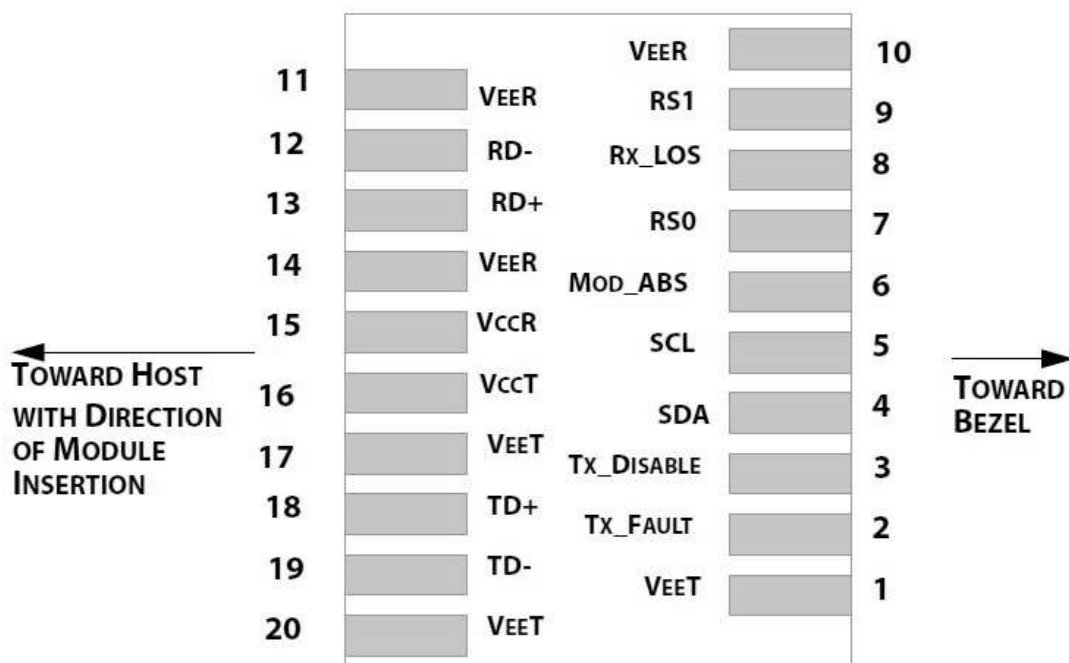 11
VEER
12
RD-
13
RD+
14
VEER
15
VCCR
16
VCCT
17
VEET
18
TD+
19
TD-
20
VEET
TOWARD HOST
WITH DIRECTION
OF MODULE
INSERTION
VEER
10
RS1
9
RX_LOS
8
RS0
7
MOD_ABS
6
SCL
5
SDA
4
TX_DISABLE
3
TX_FAULT
2
VEET
1
TOWARD
BEZEL